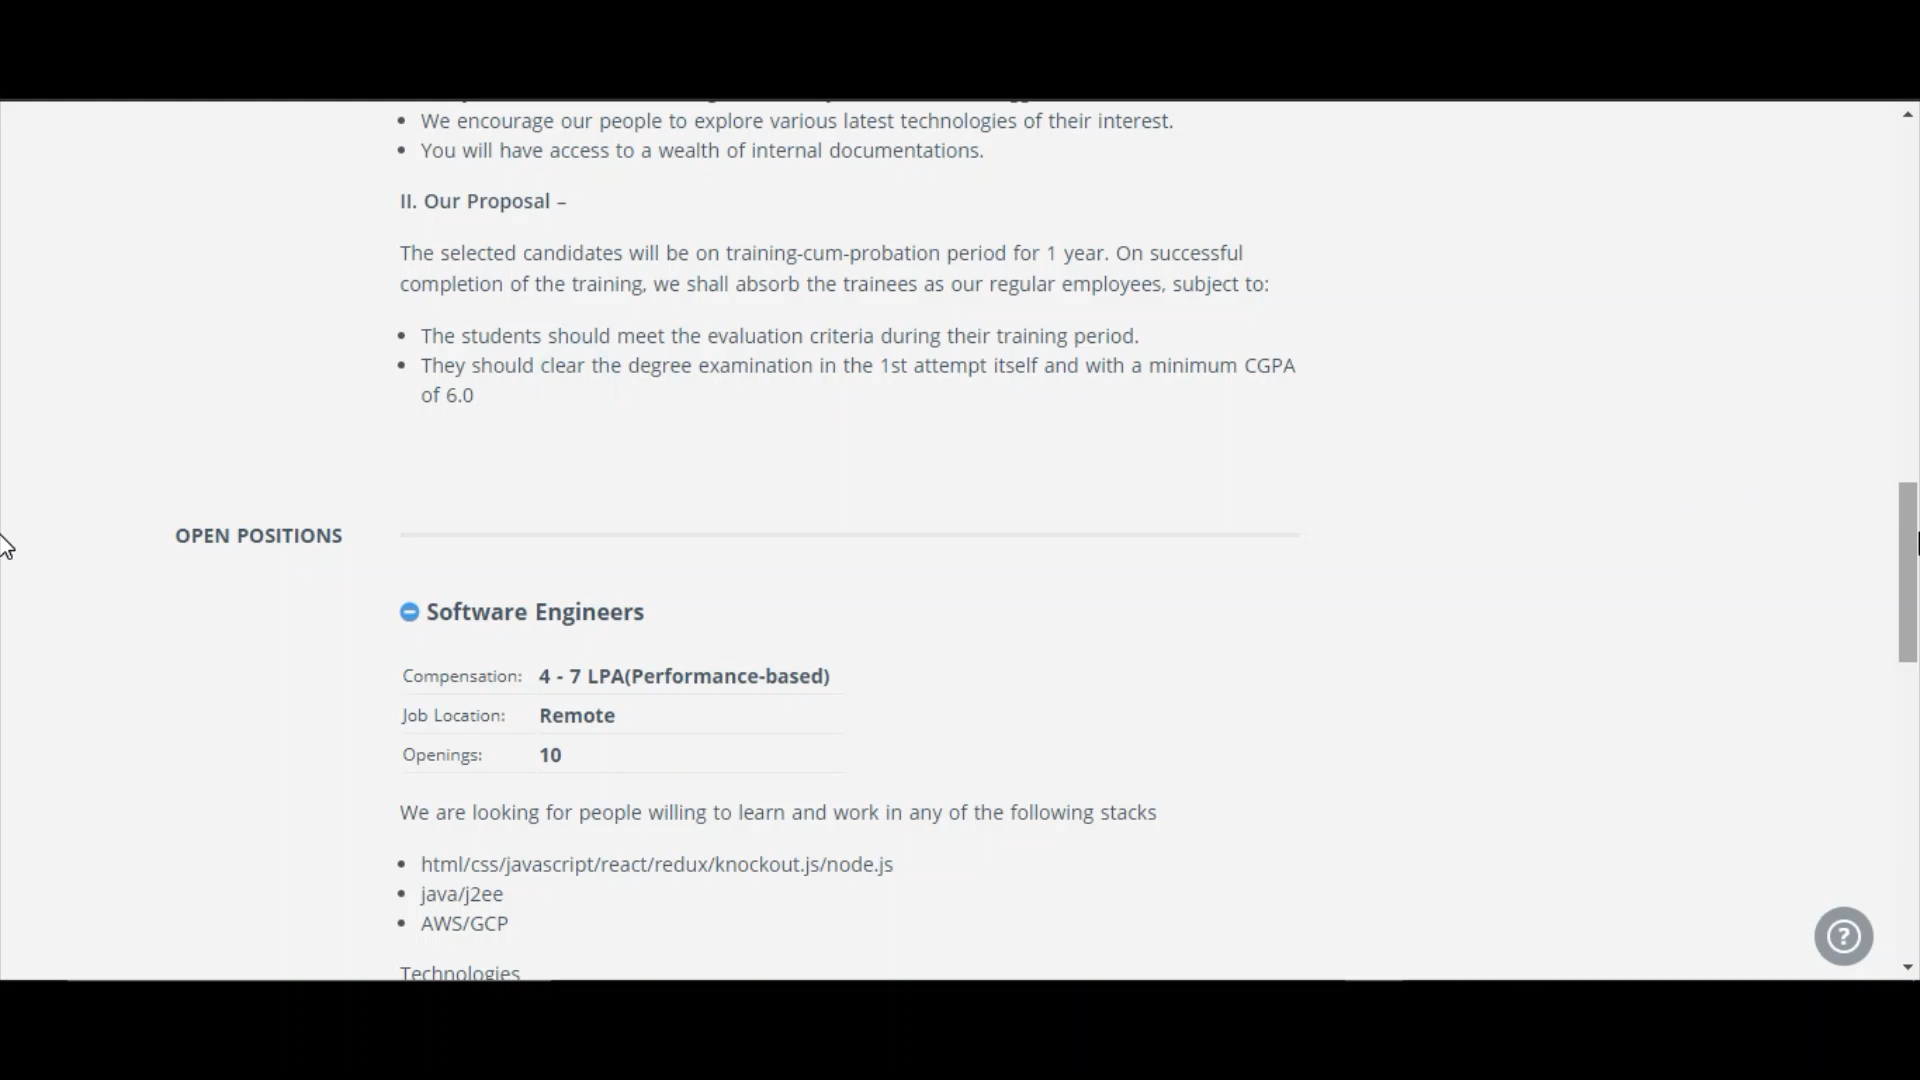 We encourage our people to explore various latest technologies of their interest.
You will have access to a wealth of internal documentations.
II. Our Proposal –
The selected candidates will be on training-cum-probation period for 1 year. On successful
completion of the training, we shall absorb the trainees as our regular employees, subject to:
The students should meet the evaluation criteria during their training period.
They should clear the degree examination in the 1st attempt itself and with a minimum CGPA
of 6.0
OPEN POSITIONS
Software Engineers
Compensation: 4 - 7 LPA(Performance-based)
Job Location: Remote
Openings: 10
We are looking for people willing to learn and work in any of the following stacks
html/css/javascript/react/redux/knockout.js/node.js
java/j2ee
AWS/GCP
Technologies